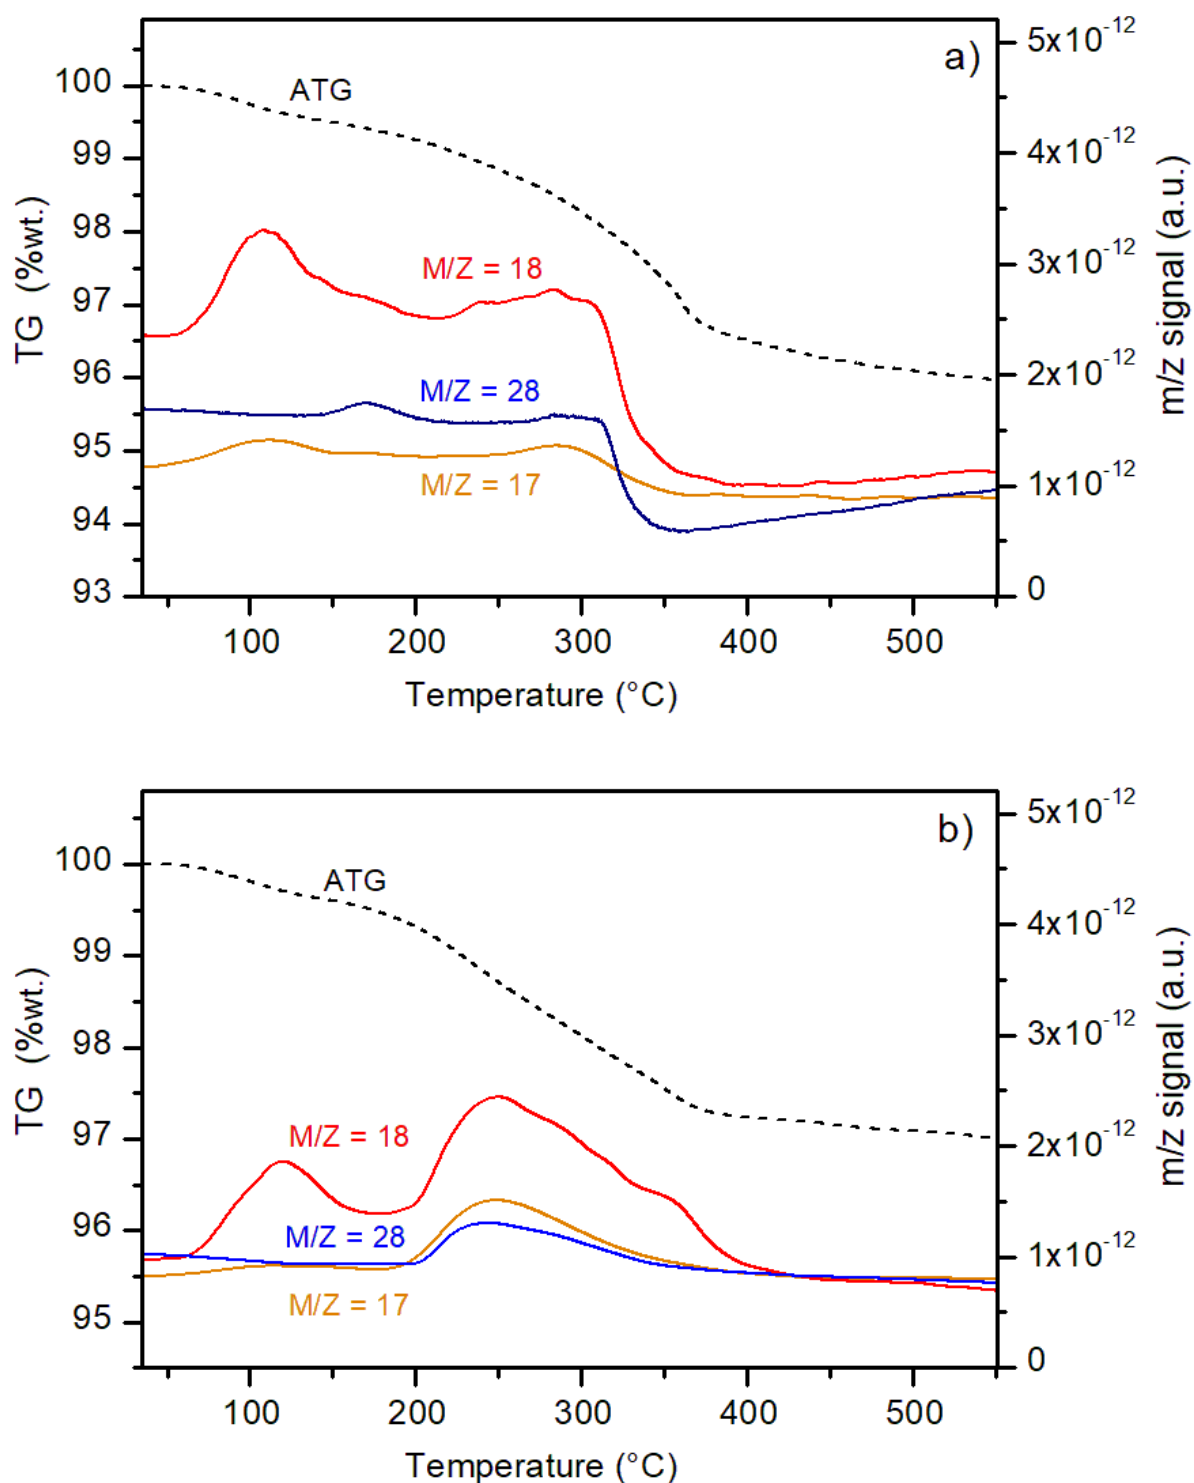 a)
5x10-12
100
ATG
4x10-12
99
98
M/Z = 18
3x10-12
97
TG (%wt.)
m/z signal (a.u.)
96
M/Z = 28
2x10-12
95
M/Z = 17
1x10-12
94
93
0
100 200 300 400 500
Temperature (°C)
b)
5x10-12
100
ATG
4x10-12
99
98
3x10-12
TG (%wt.)
m/z signal (a.u.)
97
M/Z = 18
2x10-12
96
M/Z = 28
1x10-12
M/Z = 17
95
0
100 200 300 400 500
Temperature (°C)